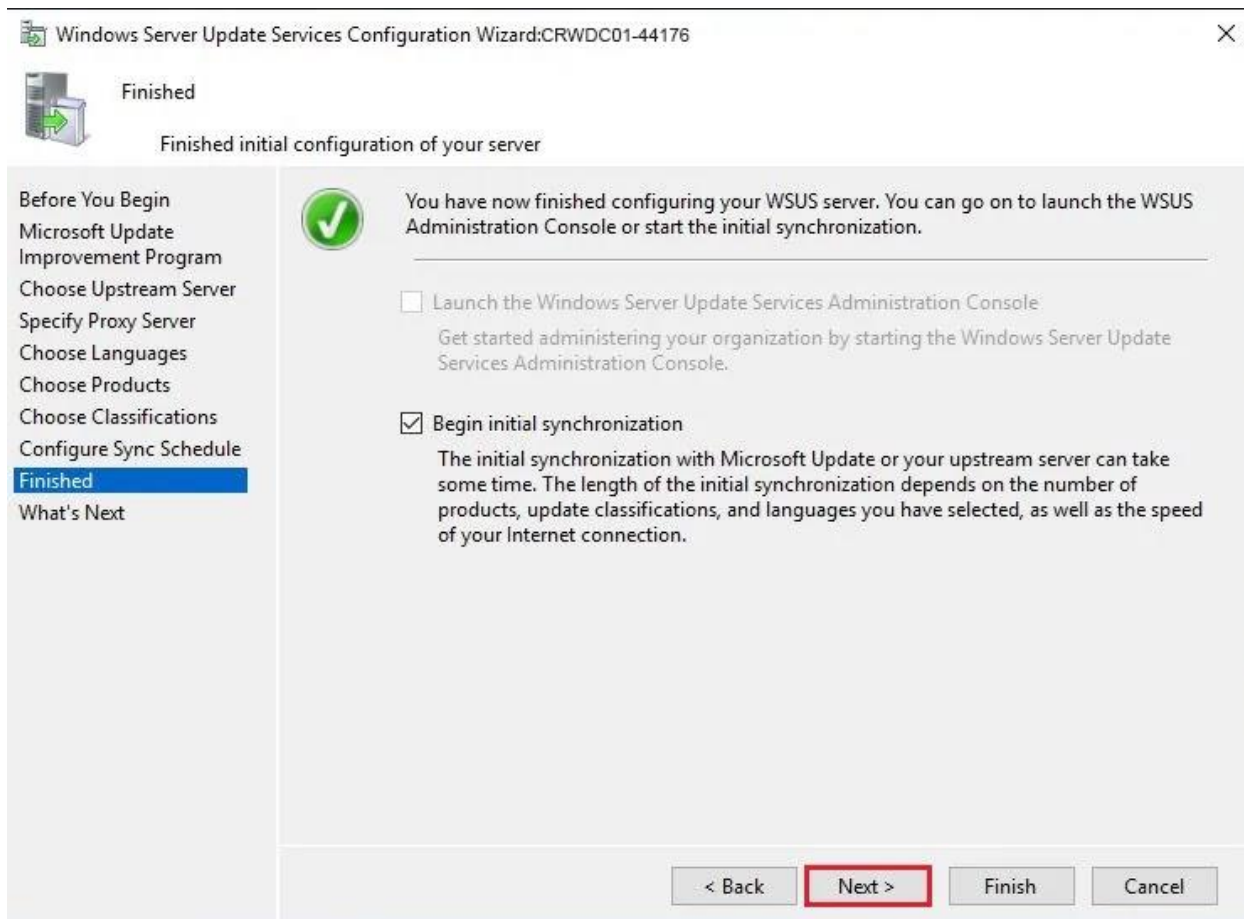 Windows Server Update Services Configuration Wizard:CRWDC01-44176
Finished
Finished initial configuration of your server
Before You Begin
Microsoft Update
Improvement Program
Choose Upstream Server
Specify Proxy Server
Choose Languages
Choose Products
Choose Classifications
Configure Sync Schedule
Finished
What's Next
You have now finished configuring your WSUS server. You can go on to launch the WSUS
Administration Console or start the initial synchronization.
Launch the Windows Server Update Services Administration Console
Get started administering your organization by starting the Windows Server Update
Services Administration Console.
Begin initial synchronization
The initial synchronization with Microsoft Update or your upstream server can take
some time. The length of the initial synchronization depends on the number of
products, update classifications, and languages you have selected, as well as the speed
of your Internet connection.
< Back
Next >
Finish
Cancel